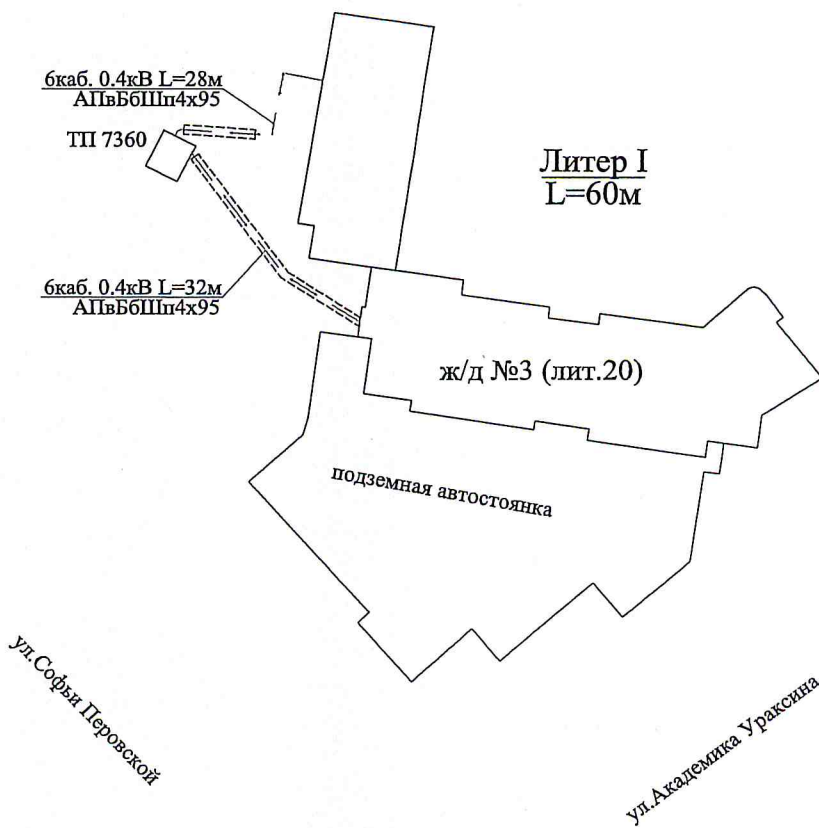 6каб. 0.4кВ L=28м
АПвБбШп4х95
ТП 7360
Литер I
L=60м
6каб. 0.4кВ L=32м
АПвБбШп4х95
ж/д №3 (лит.20)
подземная автостоянка
ул.Софьи Перовской
ул.Академика Ураксина